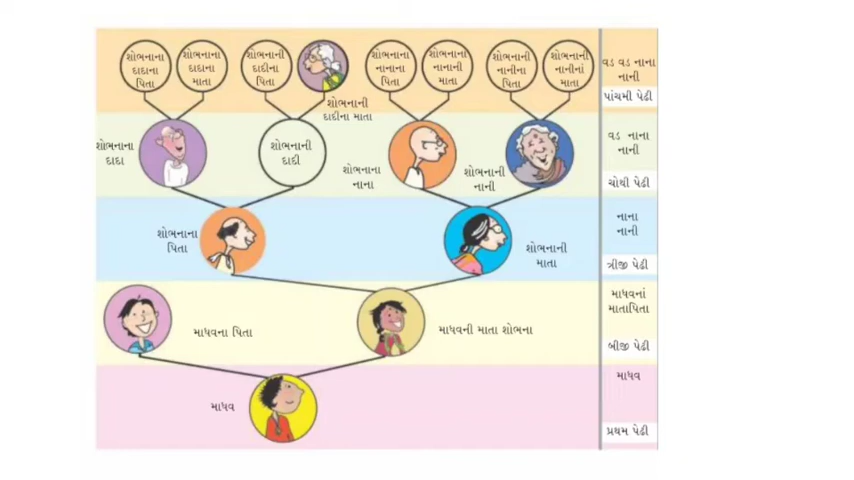 શોભનાના
દાદાના
પિતા
શોભનાના
દાદાના
માતા
શોભનાની
દાદીના
પિતા
શોભનાની
દાદીના માતા
શોભનાના
નાનાના
પિતા
શોભનાના
નાનાની
માતા
શોભનાની
નાનીના
પિતા
શોભનાની
નાનીનાં
માતા
વડ વડ નાના
નાની
પાંચમી પેઢી
શોભનાના
દાદા
શોભનાની
દાદી
શોભનાના
નાના
શોભનાની
નાની
વડ નાના
નાની
ચોથી પેઢી
શોભનાના
પિતા
શોભનાની
માતા
નાના
નાની
ત્રીજી પેઢી
માધવના પિતા
માધવની માતા શોભના
માધવનાં
માતાપિતા
બીજી પેઢી
માધવ
માધવ
પ્રથમ પેઢી